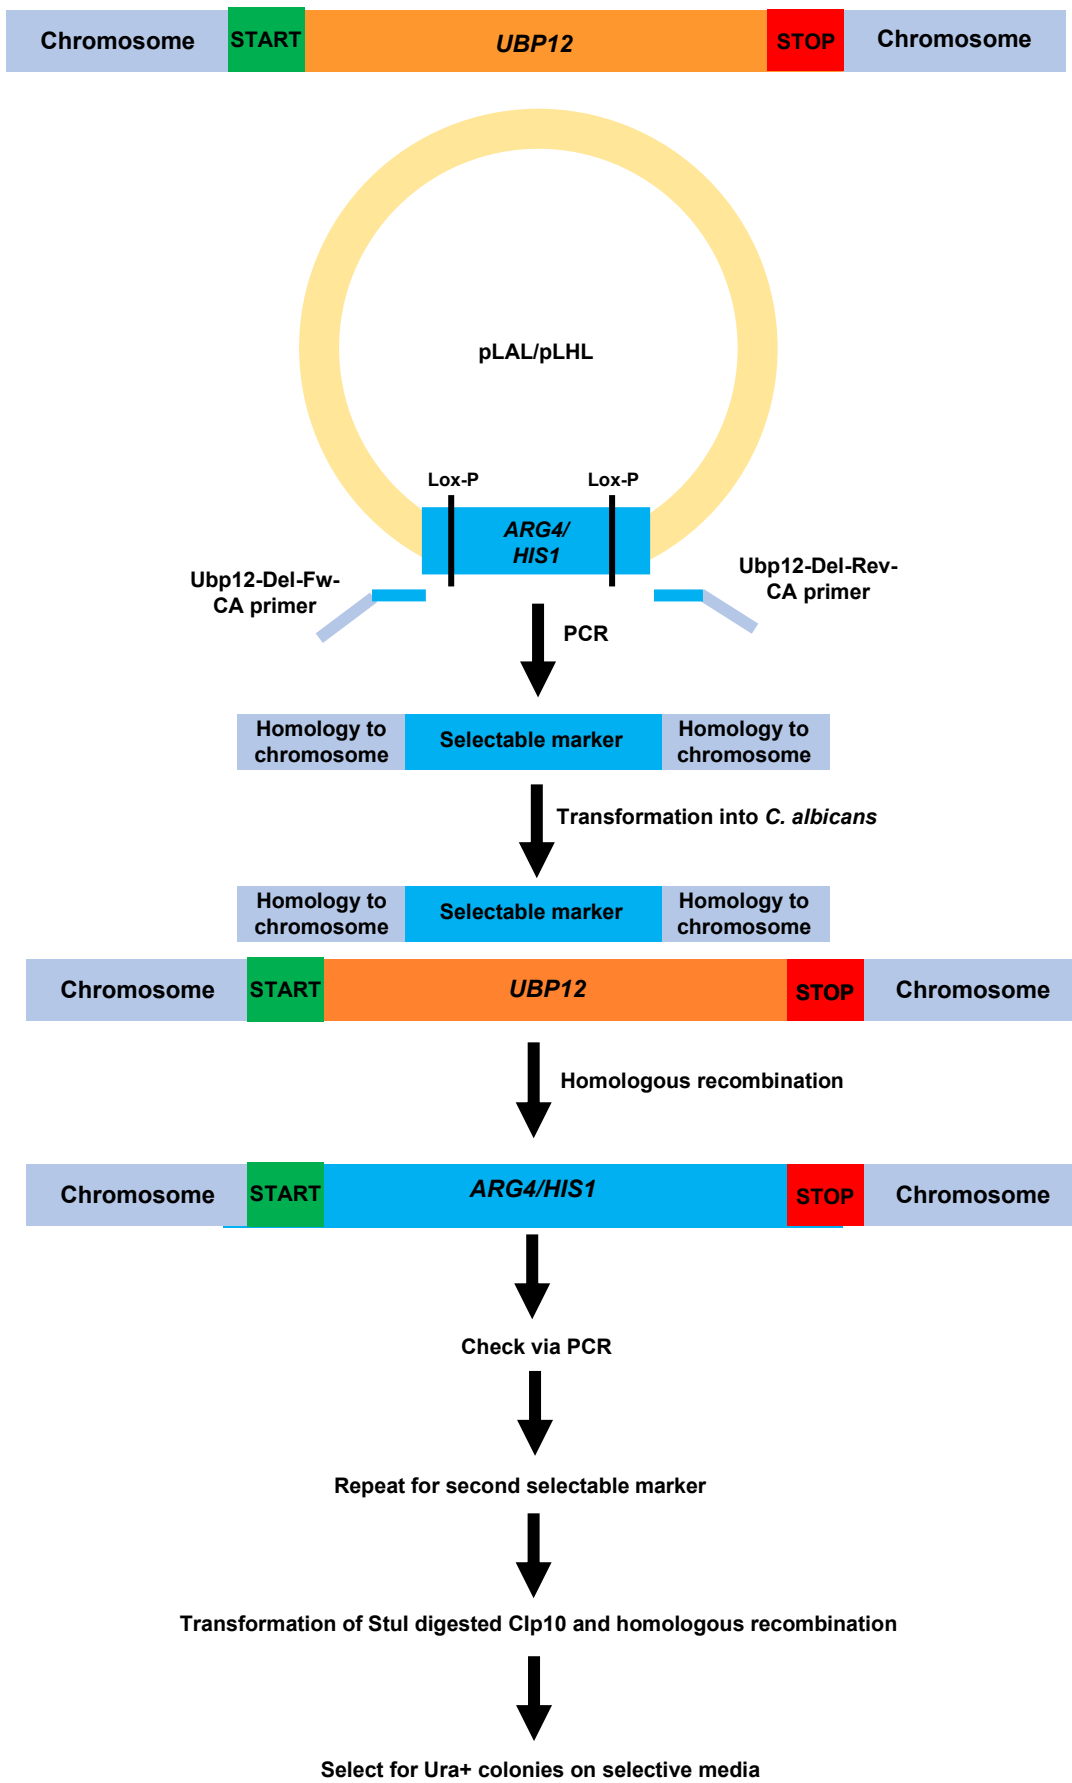 Chromosome START UBP12 STOP Chromosome
pLAL/pLHL
Lox-P Lox-P
ARG4/
HIS1
Ubp12-Del-Fw-
CA primer
Ubp12-Del-Rev-
CA primer
PCR
Homology to
chromosome
Selectable marker
Homology to
chromosome
Transformation into C. albicans
Homology to
chromosome
Selectable marker
Homology to
chromosome
Chromosome START UBP12 STOP Chromosome
Homologous recombination
Chromosome START ARG4/HIS1 STOP Chromosome
Check via PCR
Repeat for second selectable marker
Transformation of StuI digested CIp10 and homologous recombination
Select for Ura+ colonies on selective media